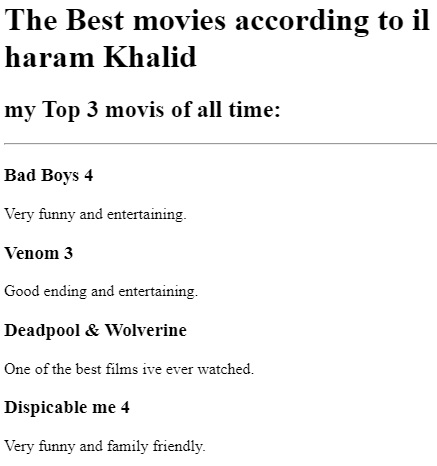 The Best movies according to il
haram Khalid
my Top 3 movis of all time:
Bad Boys 4
Very funny and entertaining.
Venom 3
Good ending and entertaining.
Deadpool & Wolverine
One of the best films ive ever watched.
Dispicable me 4
Very funny and family friendly.